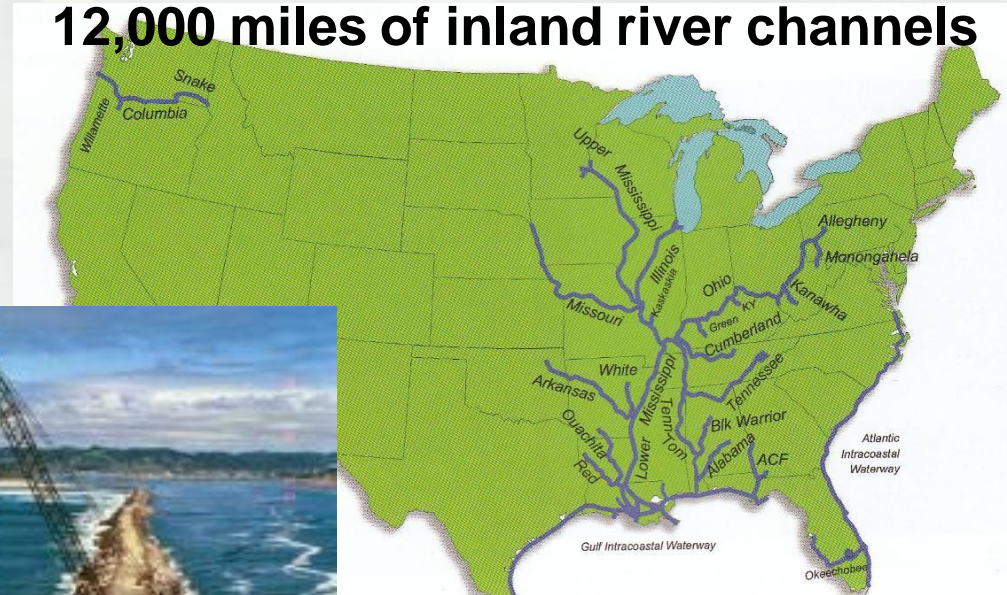 12,000 miles of inland river channels
Snake
Columbia
Willamette
Upper
Mississippi
Illinois
Kaskaskia
Missouri
Allegheny
Monongahela
Ohio
Kanawha
Green
KY
Cumberland
White
Arkansas
Mississippi
Lower
Tennessee
Tenn-Tom
Blk Warrior
Ouachita
Alabama
ACF
Red
Atlantic
Intracoastal
Waterway
Gulf Intracoastal Waterway
Okeechobee